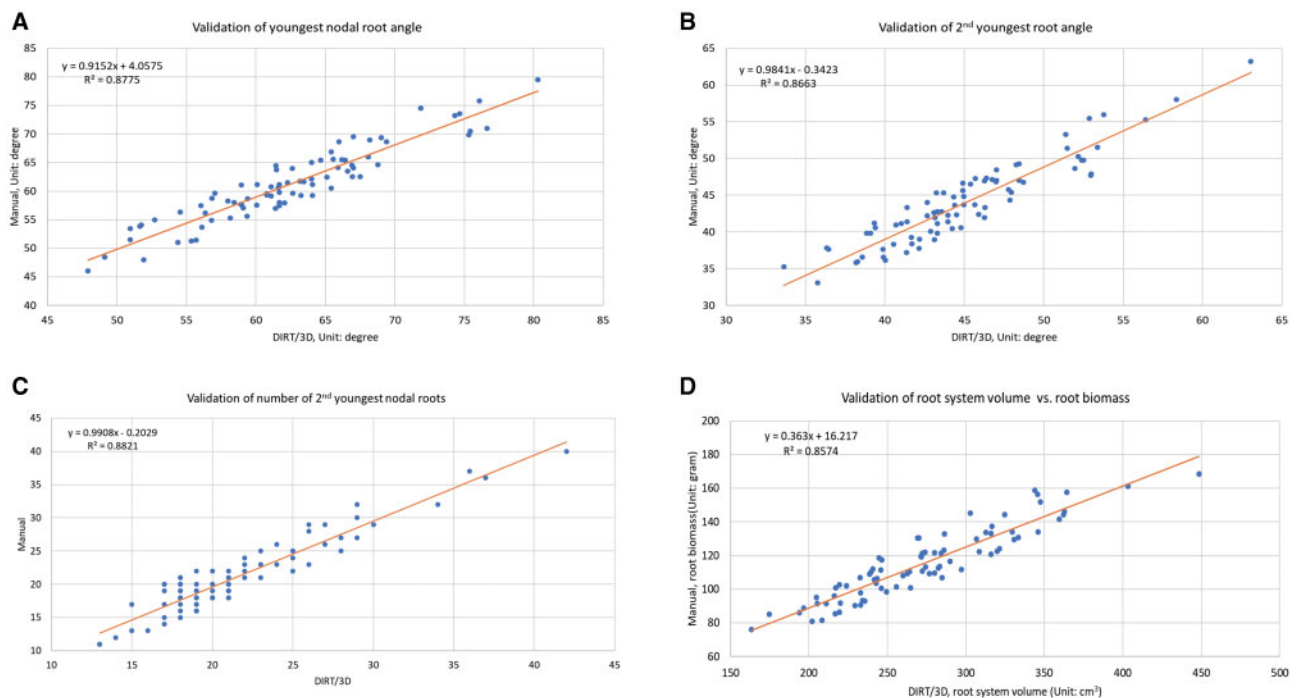 A
Validation of youngest nodal root angle
y = 0.9152x + 4.0575
R² = 0.8775
Manual, Unit: degree
85
80
75
70
65
60
55
50
45
40
45 50 55 60 65 70 75 80 85
DIRT/3D, Unit: degree
B
Validation of 2nd youngest root angle
y = 0.9841x - 0.3423
R² = 0.8663
Manual, Unit: degree
65
60
55
50
45
40
35
30
30 35 40 45 50 55 60 65
DIRT/3D, Unit: degree
C
Validation of number of 2nd youngest nodal roots
y = 0.9908x - 0.2029
R² = 0.8821
Manual
45
40
35
30
25
20
15
10
10 15 20 25 30 35 40 45
DIRT/3D
D
Validation of root system volume vs. root biomass
y = 0.363x + 16.217
R² = 0.8574
Manual, root biomass(Unit: gram)
200
180
160
140
120
100
80
60
150 200 250 300 350 400 450 500
DIRT/3D, root system volume (Unit: cm³)